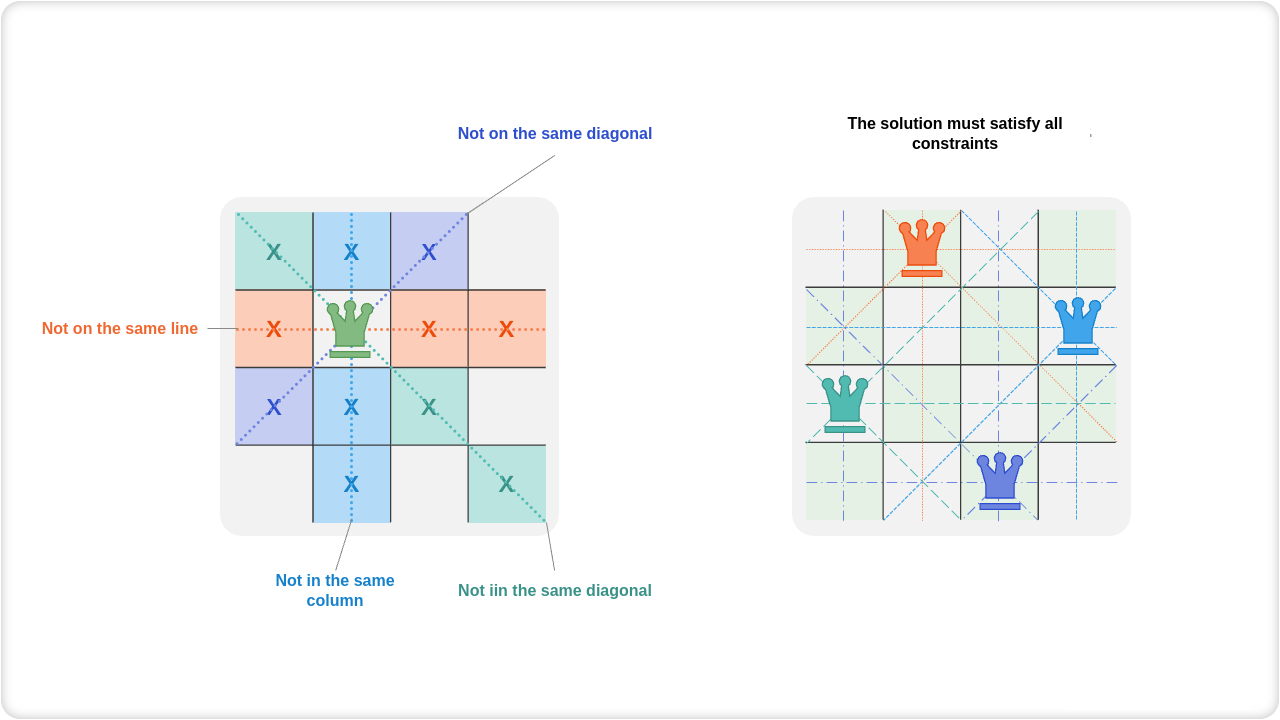 The solution must satisfy all
constraints
Not on the same diagonal
X X X
Not on the same line
X X X
X X X
X X
Not in the same
column
Not iin the same diagonal